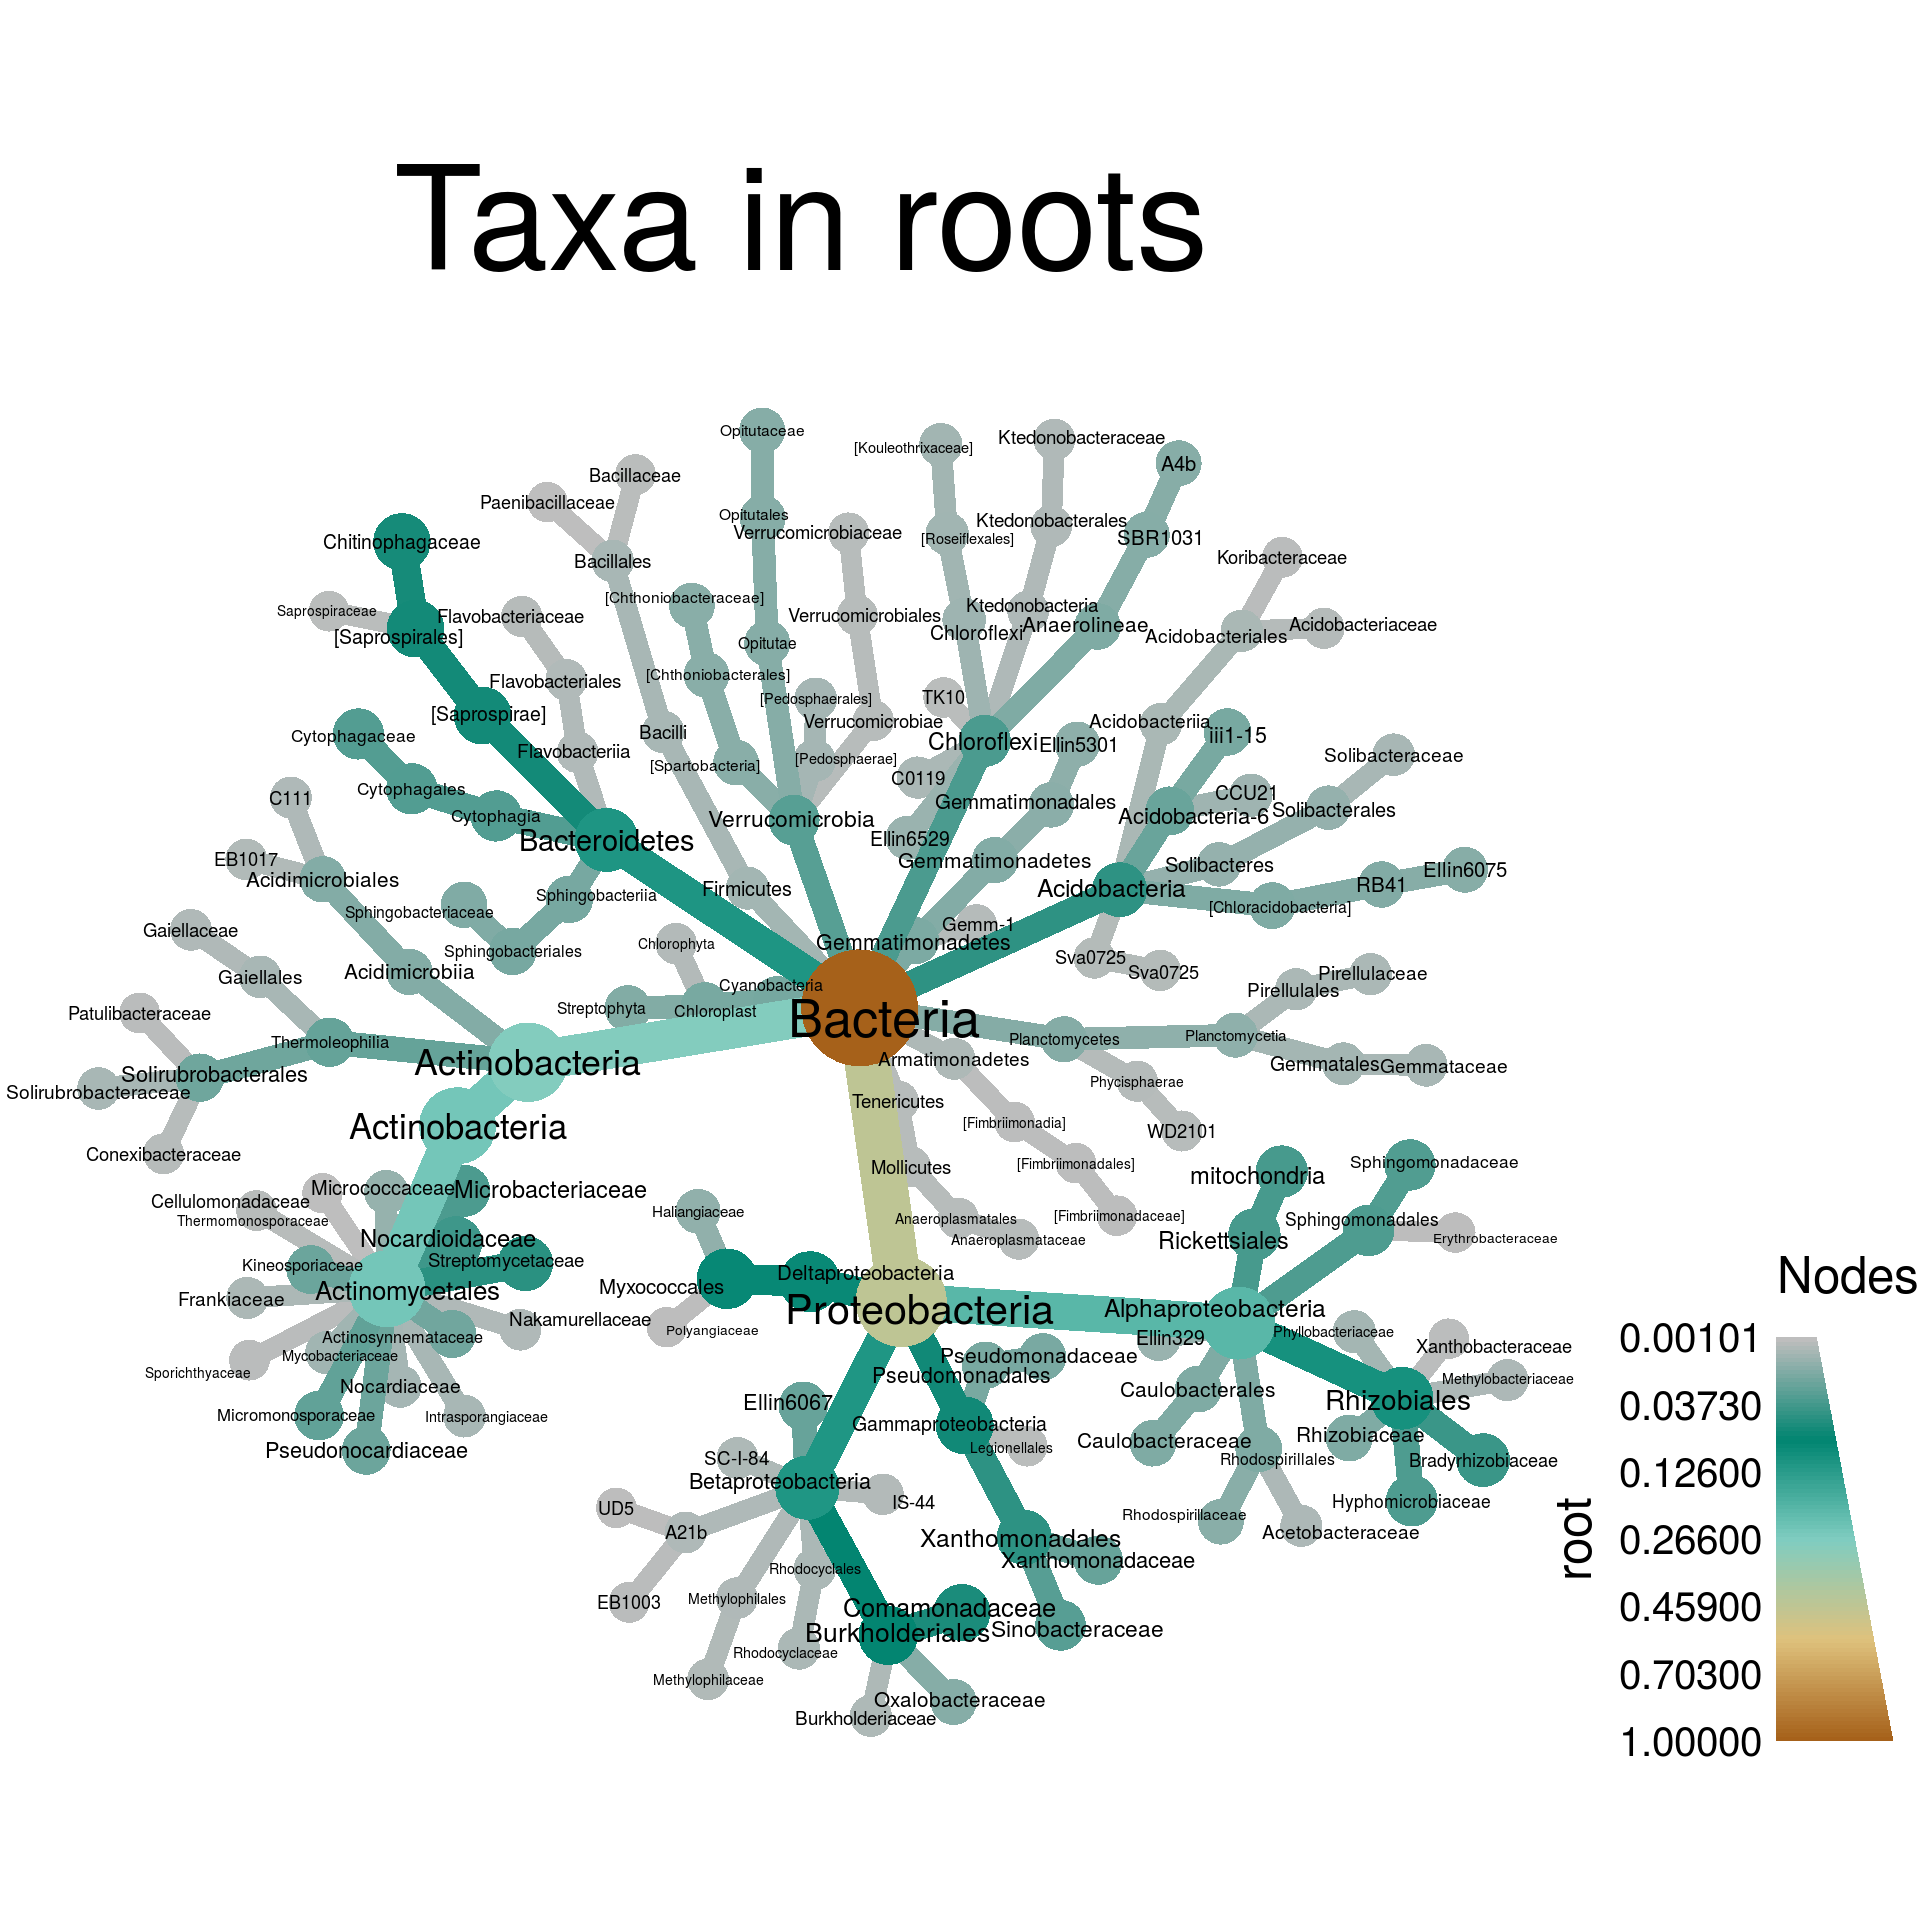 Taxa in roots
Opitutaceae
[Kouleothrixaceae]
Ktedonobacteraceae
A4b
Bacillaceae
Paenibacillaceae
Opitutales
Verrucomicrobiaceae
Ktedonobacterales
[Roseiflexales]
SBR1031
Chitinophagaceae
Bacillales
Koribacteraceae
[Chthoniobacteraceae]
Ktedonobacteria
Saprospiraceae
Flavobacteriaceae
Verrucomicrobiales
Chloroflexi
Anaerolineae
Acidobacteriales
Acidobacteriaceae
[Saprospirales]
Opitutae
[Chthoniobacterales]
Flavobacteriales
[Pedosphaerales]
TK10
[Saprospirae]
Verrucomicrobiae
Acidobacteriia
Cytophagaceae
Bacilli
iii1-15
Flavobacteriia
Chloroflexi
Ellin5301
[Spartobacteria]
[Pedosphaerae]
Solibacteraceae
C0119
Cytophagales
C111
CCU21
Gemmatimonadales
Solibacterales
Cytophagia
Verrucomicrobia
Acidobacteria-6
Bacteroidetes
Ellin6529
EB1017
Gemmatimonadetes
Solibacteres
Acidimicrobiales
Firmicutes
Acidobacteria
RB41
Ellin6075
Sphingobacteriia
Sphingobacteriaceae
[Chloracidobacteria]
Gaiellaceae
Gemm-1
Chlorophyta
Gemmatimonadetes
Sphingobacteriales
Sva0725
Sva0725
Acidimicrobiia
Gaiellales
Pirellulaceae
Cyanobacteria
Pirellulales
Streptophyta
Chloroplast
Patulibacteraceae
Bacteria
Planctomycetes
Planctomycetia
Thermoleophilia
Actinobacteria
Armatimonadetes
Gemmatales
Gemmataceae
Solirubrobacterales
Phycisphaerae
Solirubrobacteraceae
Tenericutes
[Fimbriimonadia]
Actinobacteria
WD2101
Conexibacteraceae
Mollicutes
[Fimbriimonadales]
Sphingomonadaceae
mitochondria
Micrococcaceae
Microbacteriaceae
Cellulomonadaceae
Haliangiaceae
Thermomonosporaceae
Anaeroplasmatales
[Fimbriimonadaceae]
Sphingomonadales
Nocardioidaceae
Anaeroplasmataceae
Rickettsiales
Erythrobacteraceae
Kineosporiaceae
Streptomycetaceae
Deltaproteobacteria
Myxococcales
Nodes
Frankiaceae
Actinomycetales
Proteobacteria
Alphaproteobacteria
Nakamurellaceae
Polyangiaceae
Phyllobacteriaceae
Ellin329
0.00101
Actinosynnemataceae
Xanthobacteraceae
Mycobacteriaceae
Pseudomonadaceae
Sporichthyaceae
Pseudomonadales
Methylobacteriaceae
Nocardiaceae
Caulobacterales
Rhizobiales
Ellin6067
0.03730
Micromonosporaceae
Intrasporangiaceae
Gammaproteobacteria
Rhizobiaceae
Caulobacteraceae
Pseudonocardiaceae
Legionellales
SC-I-84
Rhodospirillales
Bradyrhizobiaceae
Betaproteobacteria
0.12600
IS-44
Hyphomicrobiaceae
UD5
Rhodospirillaceae
A21b
Acetobacteraceae
Xanthomonadales
0.26600
root
Xanthomonadaceae
Rhodocyclales
Methylophilales
EB1003
Comamonadaceae
0.45900
Burkholderiales
Sinobacteraceae
Rhodocyclaceae
Methylophilaceae
0.70300
Oxalobacteraceae
Burkholderiaceae
1.00000